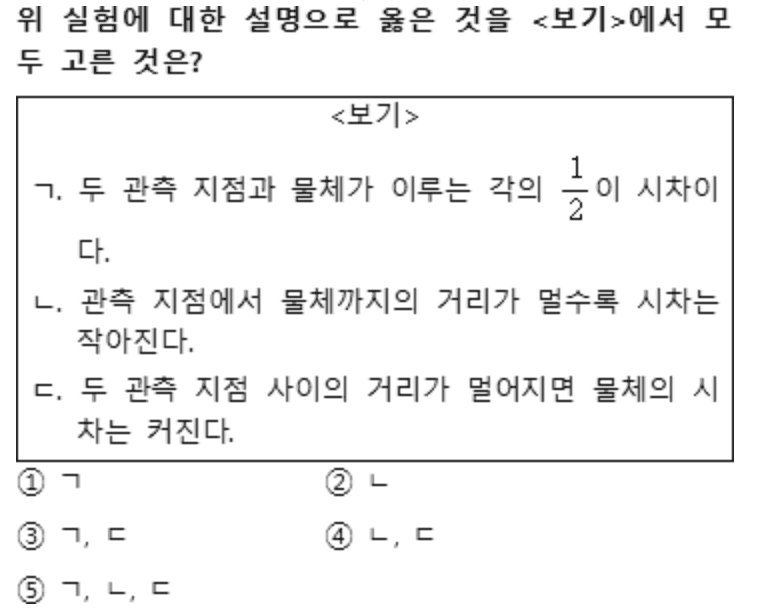 위 실험에 대한 설명으로 옳은 것을 <보기>에서 모
두 고른 것은?
<보기>
ㄱ. 두 관측 지점과 물체가 이루는 각의 1/2이 시차이
다.
ㄴ. 관측 지점에서 물체까지의 거리가 멀수록 시차는
작아진다.
ㄷ. 두 관측 지점 사이의 거리가 멀어지면 물체의 시
차는 커진다.
① ㄱ ② ㄴ
③ ㄱ, ㄷ ④ ㄴ, ㄷ
⑤ ㄱ, ㄴ, ㄷ